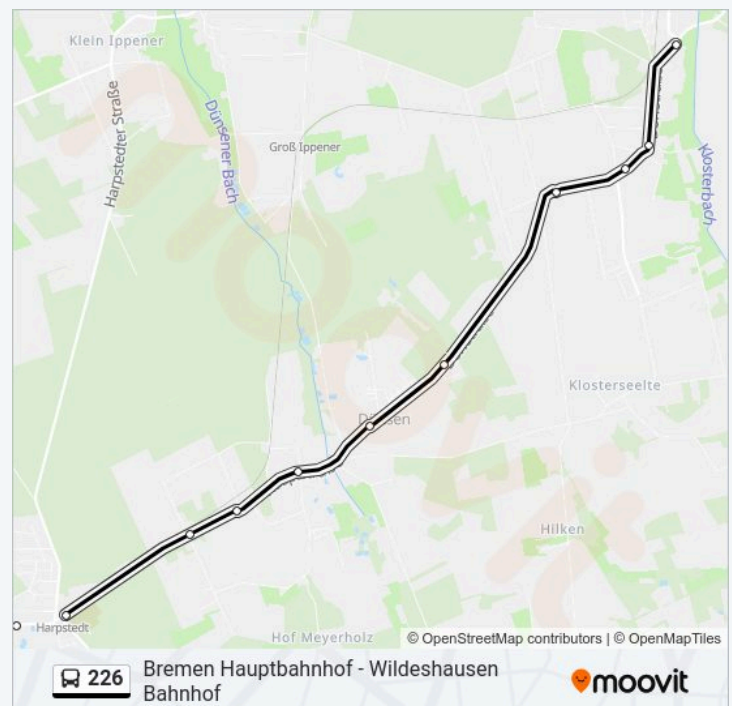 Klein Ippener
Harpstedter Straße
Dünsener Bach
Groß Ippener
Klosterbach
Klosterseelte
Dünsen
Hilken
Harpstedt
Hof Meyerholz
© OpenStreetMap contributors | © OpenMapTiles
226
Bremen Hauptbahnhof - Wildeshausen
Bahnhof
moovit